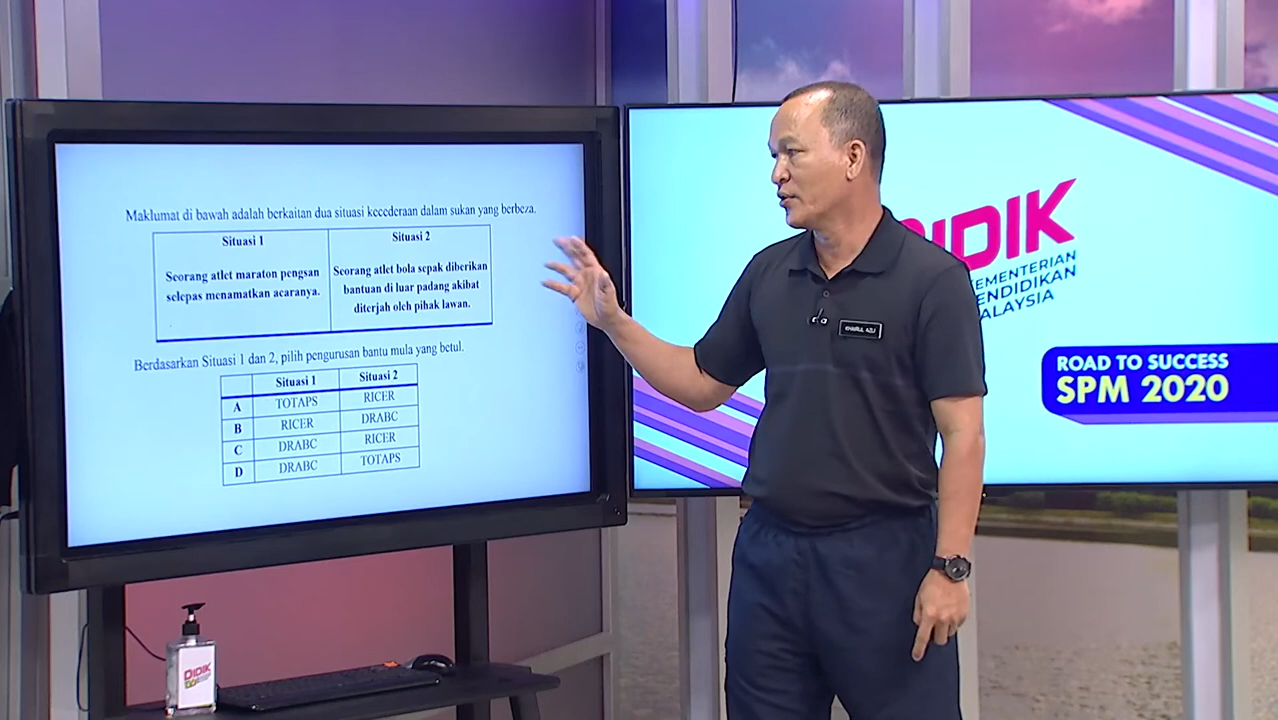 Maklumat di bawah adalah berkaitan dua situasi kecederaan dalam sukan yang berbeza.
Situasi 1
Seorang atlet maraton pengsan
selepas menamatkan acaranya.
Situasi 2
Seorang atlet bola sepak diberikan
bantuan di luar padang akibat
diterjah oleh pihak lawan.
Berdasarkan Situasi 1 dan 2, pilih pengurusan bantu mula yang betul.
Situasi 1 Situasi 2
A TOTAPS RICER
B RICER DRABC
C DRABC RICER
D DRABC TOTAPS
DIDIK
KHAIRUL AZLI
DIDIK
KEMENTERIAN
PENDIDIKAN
MALAYSIA
ROAD TO SUCCESS
SPM 2020